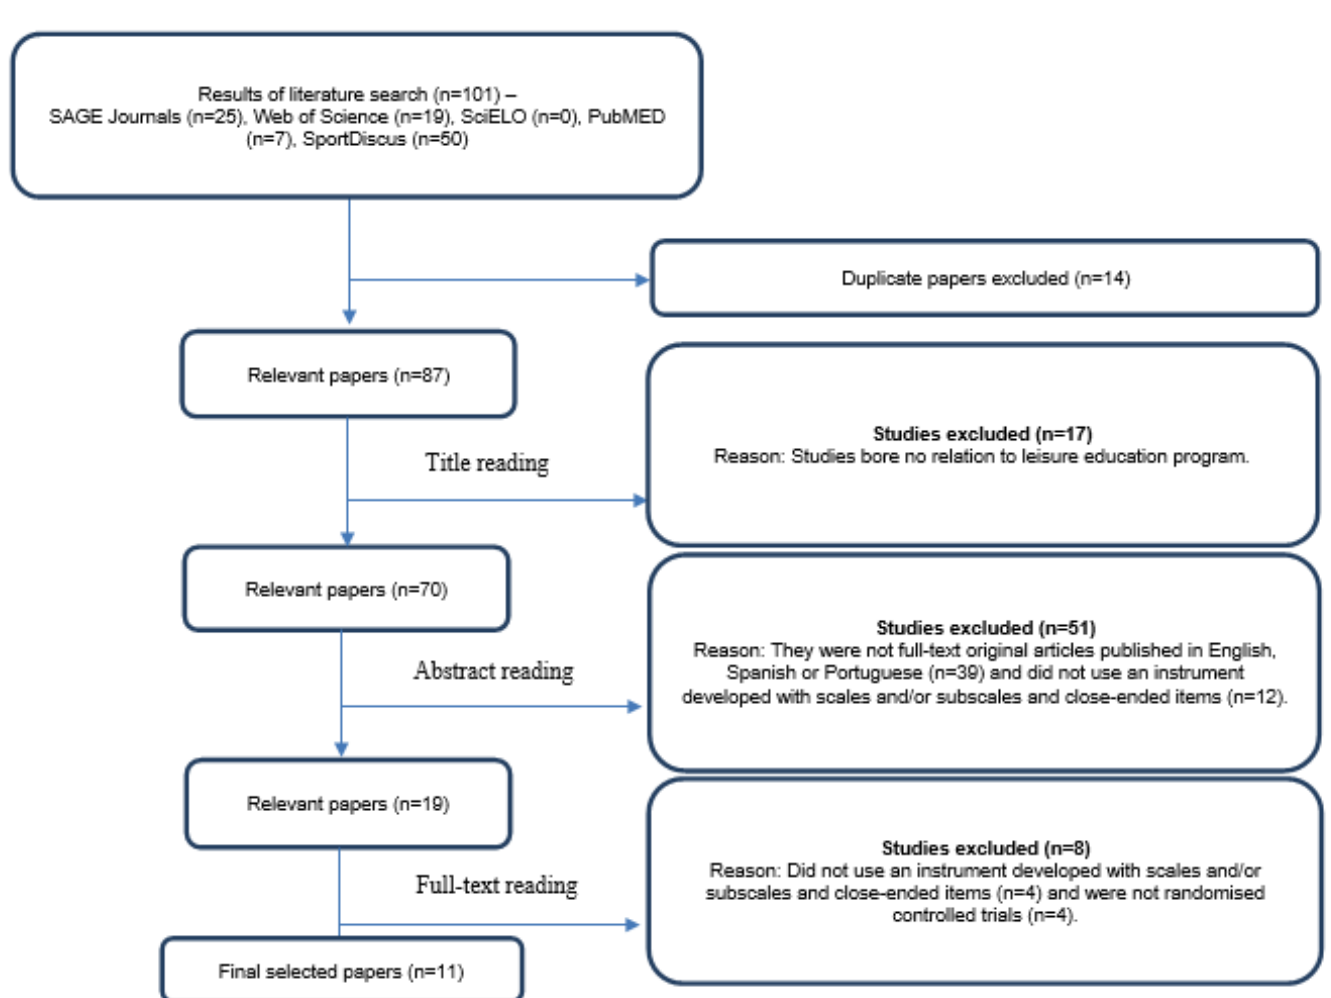 Results of literature search (n=101) –
SAGE Journals (n=25), Web of Science (n=19), SciELO (n=0), PubMED
(n=7), SportDiscus (n=50)
Duplicate papers excluded (n=14)
Relevant papers (n=87)
Studies excluded (n=17)
Reason: Studies bore no relation to leisure education program.
Title reading
Relevant papers (n=70)
Studies excluded (n=51)
Reason: They were not full-text original articles published in English,
Spanish or Portuguese (n=39) and did not use an instrument
developed with scales and/or subscales and close-ended items (n=12).
Abstract reading
Relevant papers (n=19)
Studies excluded (n=8)
Reason: Did not use an instrument developed with scales and/or
subscales and close-ended items (n=4) and were not randomised
controlled trials (n=4).
Full-text reading
Final selected papers (n=11)